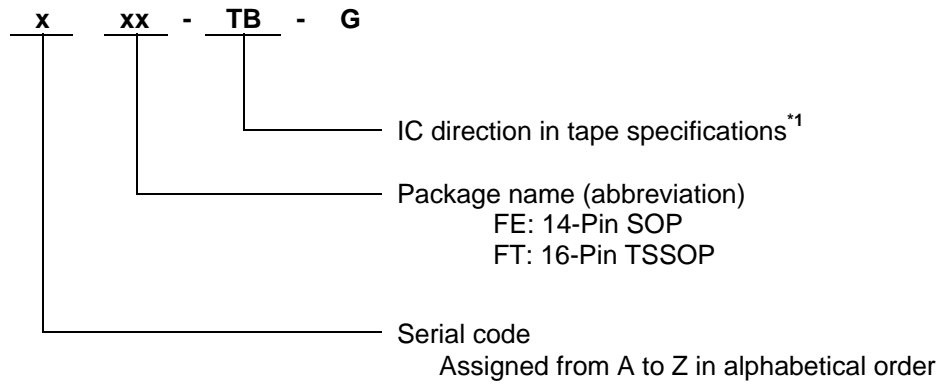 x xx - TB - G
IC direction in tape specifications*1
Package name (abbreviation)
FE: 14-Pin SOP
FT: 16-Pin TSSOP
Serial code
Assigned from A to Z in alphabetical order